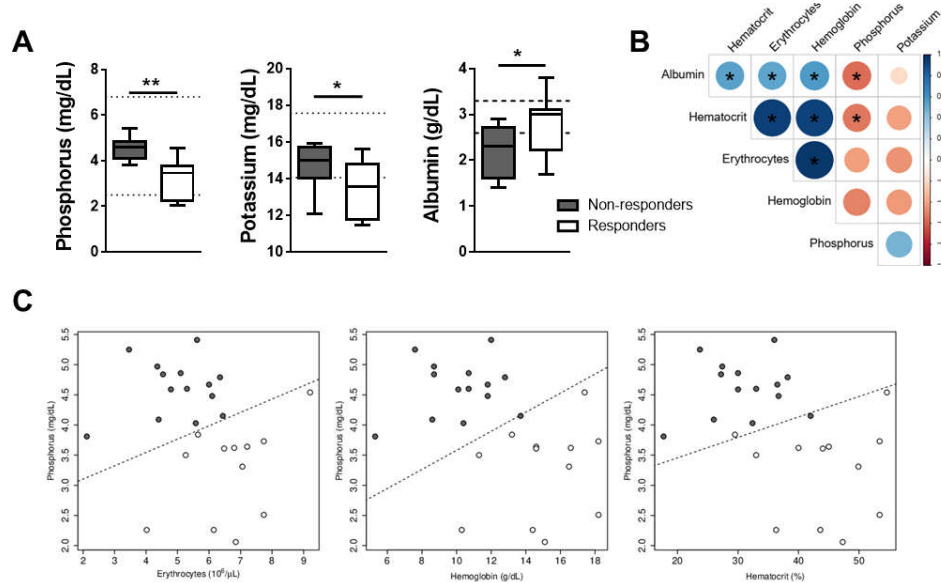 A
Phosphorus (mg/dL)
8
6
4
2
0
**
Potassium (mg/dL)
20
18
16
14
12
10
*
Albumin (g/dL)
4
3
2
1
0
*
Non-responders
Responders
B
Hematocrit
Erythrocytes
Hemoglobin
Phosphorus
Potassium
Albumin
* * * *
Hematocrit
* * *
Erythrocytes
*
Hemoglobin
Phosphorus
C
Phosphorus (mg/dL)
5.5
5.0
4.5
4.0
3.5
3.0
2.5
2.0
2 3 4 5 6 7 8 9
Erythrocytes (10⁶/µL)
Phosphorus (mg/dL)
5.5
5.0
4.5
4.0
3.5
3.0
2.5
2.0
6 8 10 12 14 16 18
Hemoglobin (g/dL)
Phosphorus (mg/dL)
5.5
5.0
4.5
4.0
3.5
3.0
2.5
2.0
20 30 40 50
Hematocrit (%)